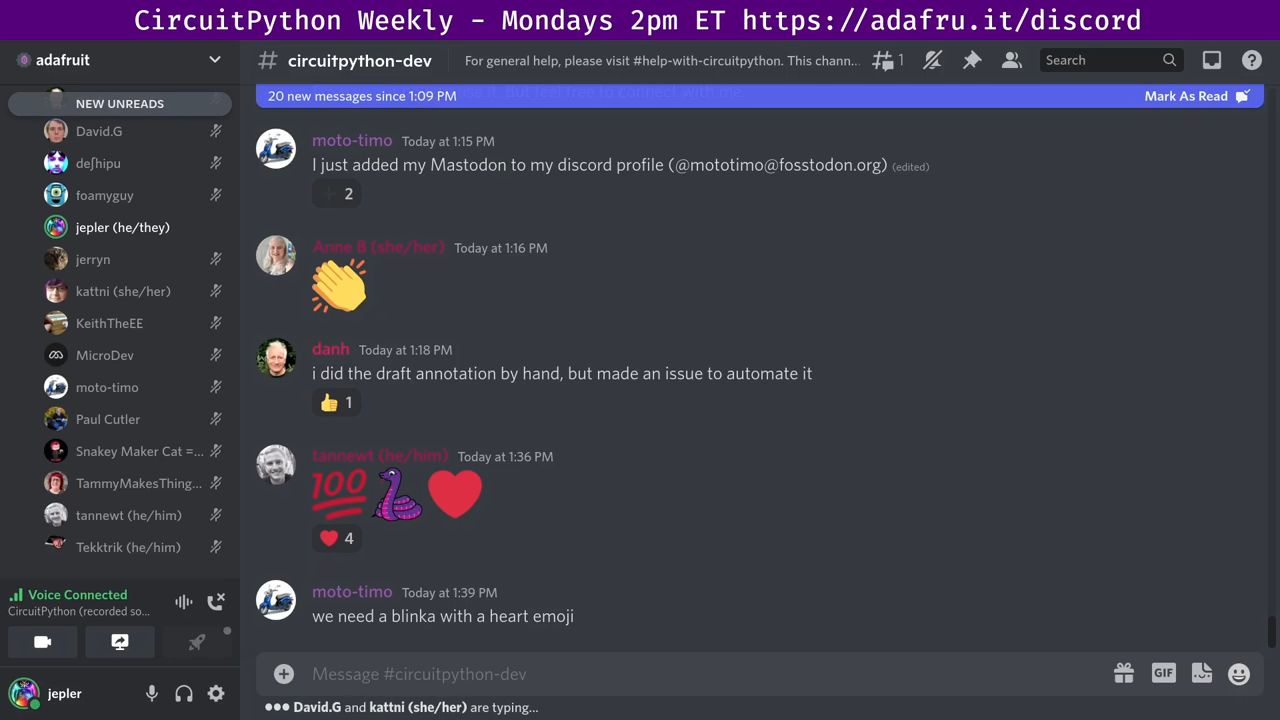 CircuitPython Weekly - Mondays 2pm ET https://adafru.it/discord
adafruit
NEW UNREADS
David.G
deʃhipu
foamyguy
jepler (he/they)
jerryn
kattni (she/her)
KeithTheEE
MicroDev
moto-timo
Paul Cutler
Snakey Maker Cat =...
TammyMakesThing...
tannewt (he/him)
Tekktrik (he/him)
Voice Connected
CircuitPython (recorded so...
jepler
# circuitpython-dev For general help, please visit #help-with-circuitpython. This chann... 1 Search
20 new messages since 1:09 PM Mark As Read
moto-timo Today at 1:15 PM
I just added my Mastodon to my discord profile (@mototimo@fosstodon.org) (edited)
2
Anne B (she/her) Today at 1:16 PM
danh Today at 1:18 PM
i did the draft annotation by hand, but made an issue to automate it
1
tannewt (he/him) Today at 1:36 PM
100
4
moto-timo Today at 1:39 PM
we need a blinka with a heart emoji
Message #circuitpython-dev GIF
David.G and kattni (she/her) are typing...